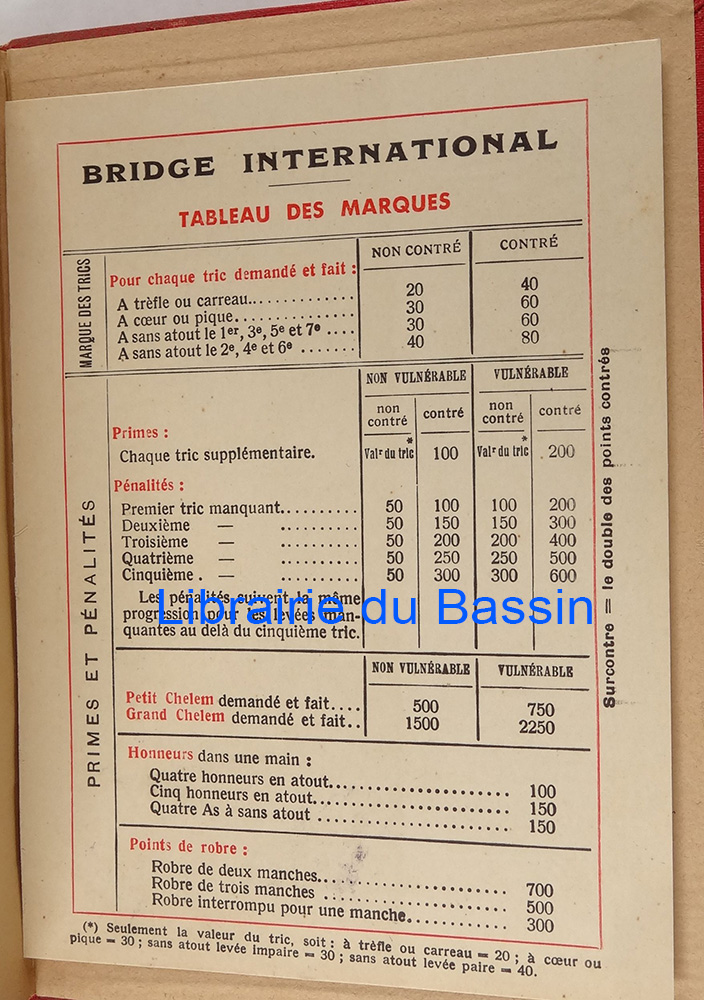 BRIDGE INTERNATIONAL
TABLEAU DES MARQUES
MARQUE DES TRICS
NON CONTRÉ CONTRÉ
Pour chaque tric demandé et fait :
A trèfle ou carreau.............. 20 40
A cœur ou pique................ 30 60
A sans atout le 1er, 3e, 5e et 7e .... 30 60
A sans atout le 2e, 4e et 6e ....... 40 80
PRIMES ET PÉNALITÉS
NON VULNÉRABLE VULNÉRABLE
non contré contré non contré contré
Primes :
Chaque tric supplémentaire. Valr du tric* 100 Valr du tric* 200
Pénalités :
Premier tric manquant.......... 50 100 100 200
Deuxième — .......... 50 150 150 300
Troisième — .......... 50 200 200 400
Quatrième — .......... 50 250 250 500
Cinquième . — .......... 50 300 300 600
Les pénalités suivent la même
progression pour les levées man-
quantes au delà du cinquième tric.
Librairie du Bassin
NON VULNÉRABLE VULNÉRABLE
Petit Chelem demandé et fait.... 500 750
Grand Chelem demandé et fait.. 1500 2250
Honneurs dans une main :
Quatre honneurs en atout........................ 100
Cinq honneurs en atout.......................... 150
Quatre As à sans atout ......................... 150
Points de robre :
Robre de deux manches......................... 700
Robre de trois manches ........................ 500
Robre interrompu pour une manche............ 300
Surcontre = le double des points contrés
(*) Seulement la valeur du tric, soit : à trèfle ou carreau = 20 ; à cœur ou
pique = 30 ; sans atout levée impaire = 30 ; sans atout levée paire = 40.